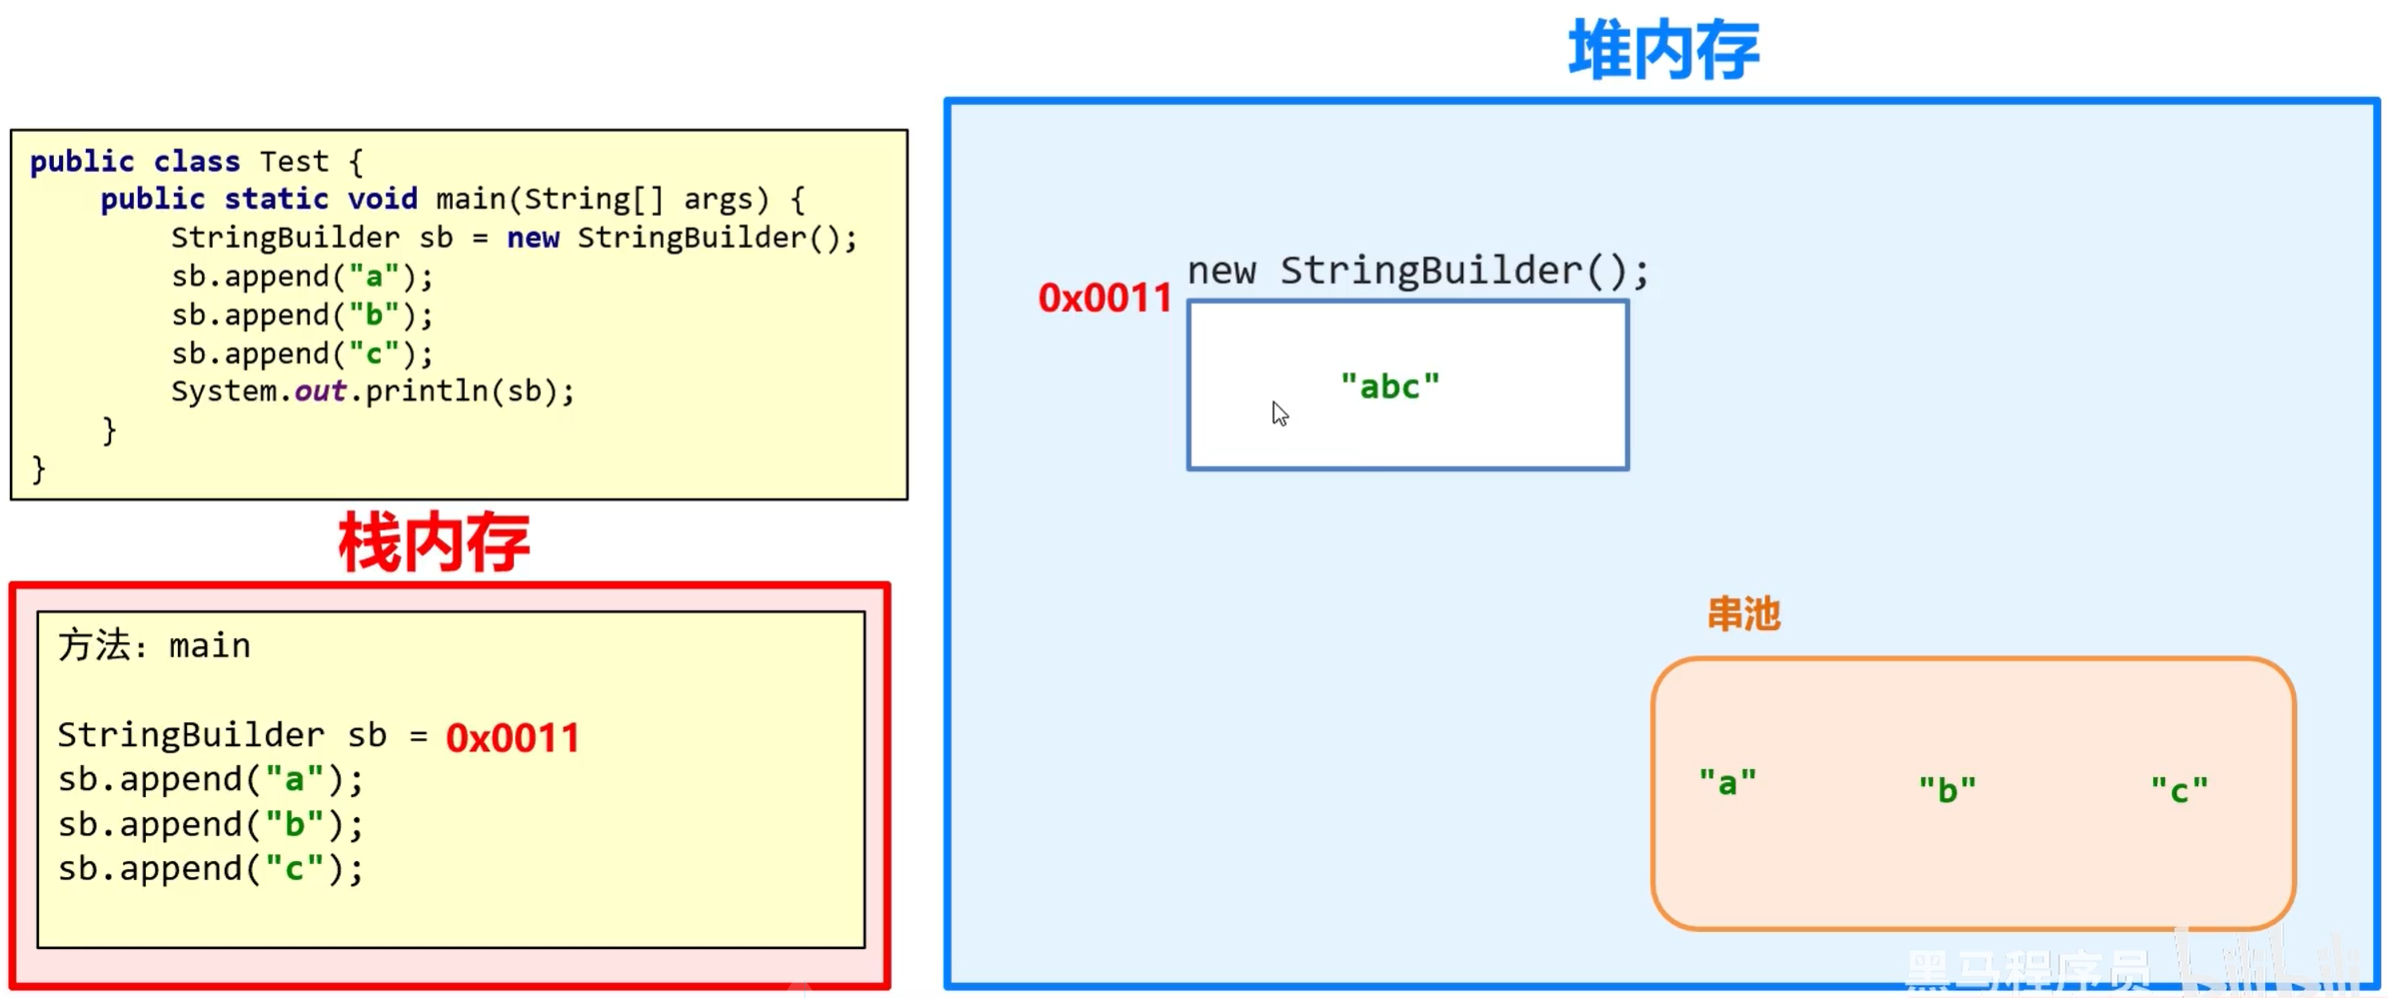 堆内存
public class Test {
public static void main(String[] args) {
StringBuilder sb = new StringBuilder();
sb.append("a");
sb.append("b");
sb.append("c");
System.out.println(sb);
}
}
new StringBuilder();
0x0011
"abc"
栈内存
方法：main
StringBuilder sb = 0x0011
sb.append("a");
sb.append("b");
sb.append("c");
串池
"a" "b" "c"
黑马程序员 bilibili